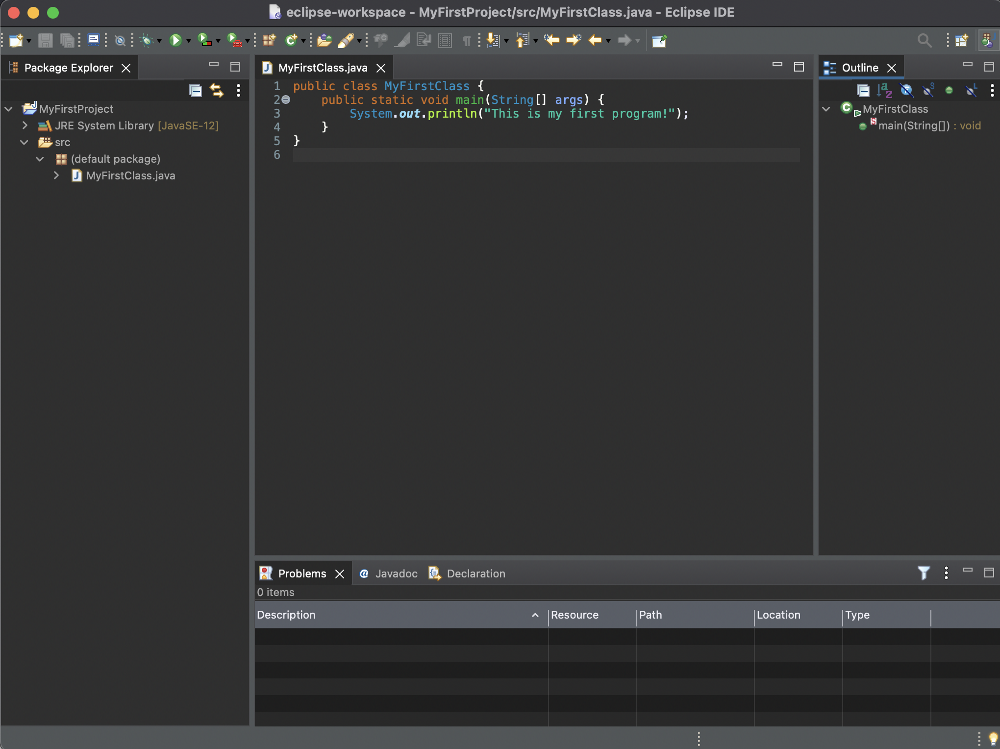 eclipse-workspace - MyFirstProject/src/MyFirstClass.java - Eclipse IDE
Package Explorer
MyFirstProject
JRE System Library [JavaSE-12]
src
(default package)
MyFirstClass.java
MyFirstClass.java
1 public class MyFirstClass {
2     public static void main(String[] args) {
3         System.out.println("This is my first program!");
4     }
5 }
6
Outline
MyFirstClass
main(String[]) : void
Problems Javadoc Declaration
0 items
Description Resource Path Location Type